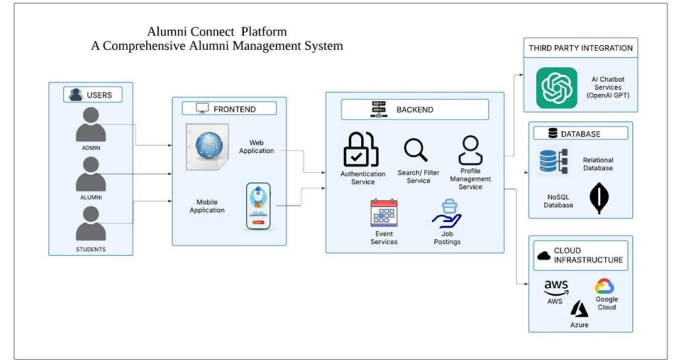 Alumni Connect Platform
A Comprehensive Alumni Management System
USERS
ADMIN
ALUMNI
STUDENTS
FRONTEND
Web
Application
Mobile
Application
BACKEND
Authentication
Service
Search/ Filter
Service
Profile
Management
Service
Event
Services
Job
Postings
THIRD PARTY INTEGRATION
AI Chatbot
Services
(OpenAI GPT)
DATABASE
Relational
Database
NoSQL
Database
CLOUD
INFRASTRUCTURE
aws
AWS
Google
Cloud
Azure